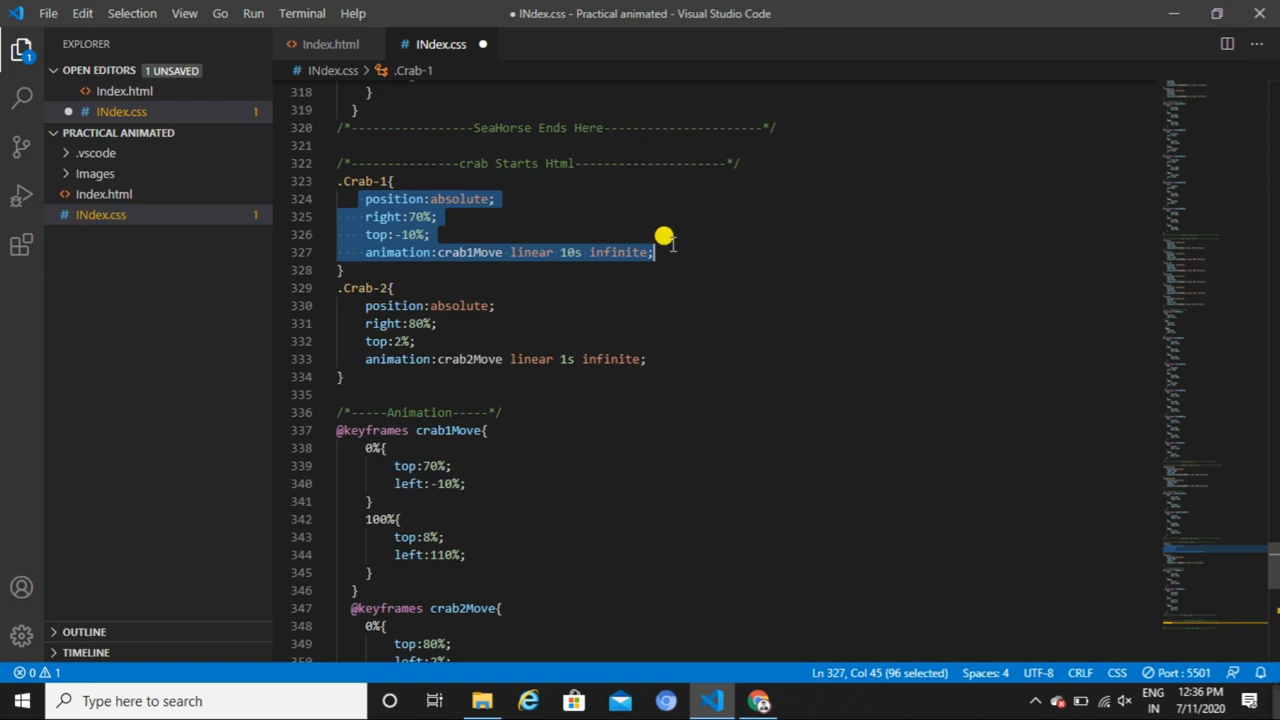 File Edit Selection View Go Run Terminal Help
● INdex.css - Practical animated - Visual Studio Code
EXPLORER
Index.html
INdex.css
OPEN EDITORS 1 UNSAVED
INdex.css > .Crab-1
Index.html
INdex.css 1
PRACTICAL ANIMATED
.vscode
Images
Index.html
INdex.css 1
318 }
319 }
320 /*-----------------SeaHorse Ends Here----------------------*/
321
322 /*---------------crab Starts Html---------------------*/
323 .Crab-1{
324 position:absolute;
325 right:70%;
326 top:-10%;
327 animation:crab1Move linear 10s infinite;
328 }
329 .Crab-2{
330 position:absolute;
331 right:80%;
332 top:2%;
333 animation:crab2Move linear 1s infinite;
334 }
335
336 /*-----Animation-----*/
337 @keyframes crab1Move{
338 0%{
339 top:70%;
340 left:-10%;
341 }
342 100%{
343 top:8%;
344 left:110%;
345 }
346 }
347 @keyframes crab2Move{
348 0%{
349 top:80%;
350 left:2%;
OUTLINE
TIMELINE
0 1
Ln 327, Col 45 (96 selected) Spaces: 4 UTF-8 CRLF CSS Port : 5501
Type here to search
ENG
IN
12:36 PM
7/11/2020